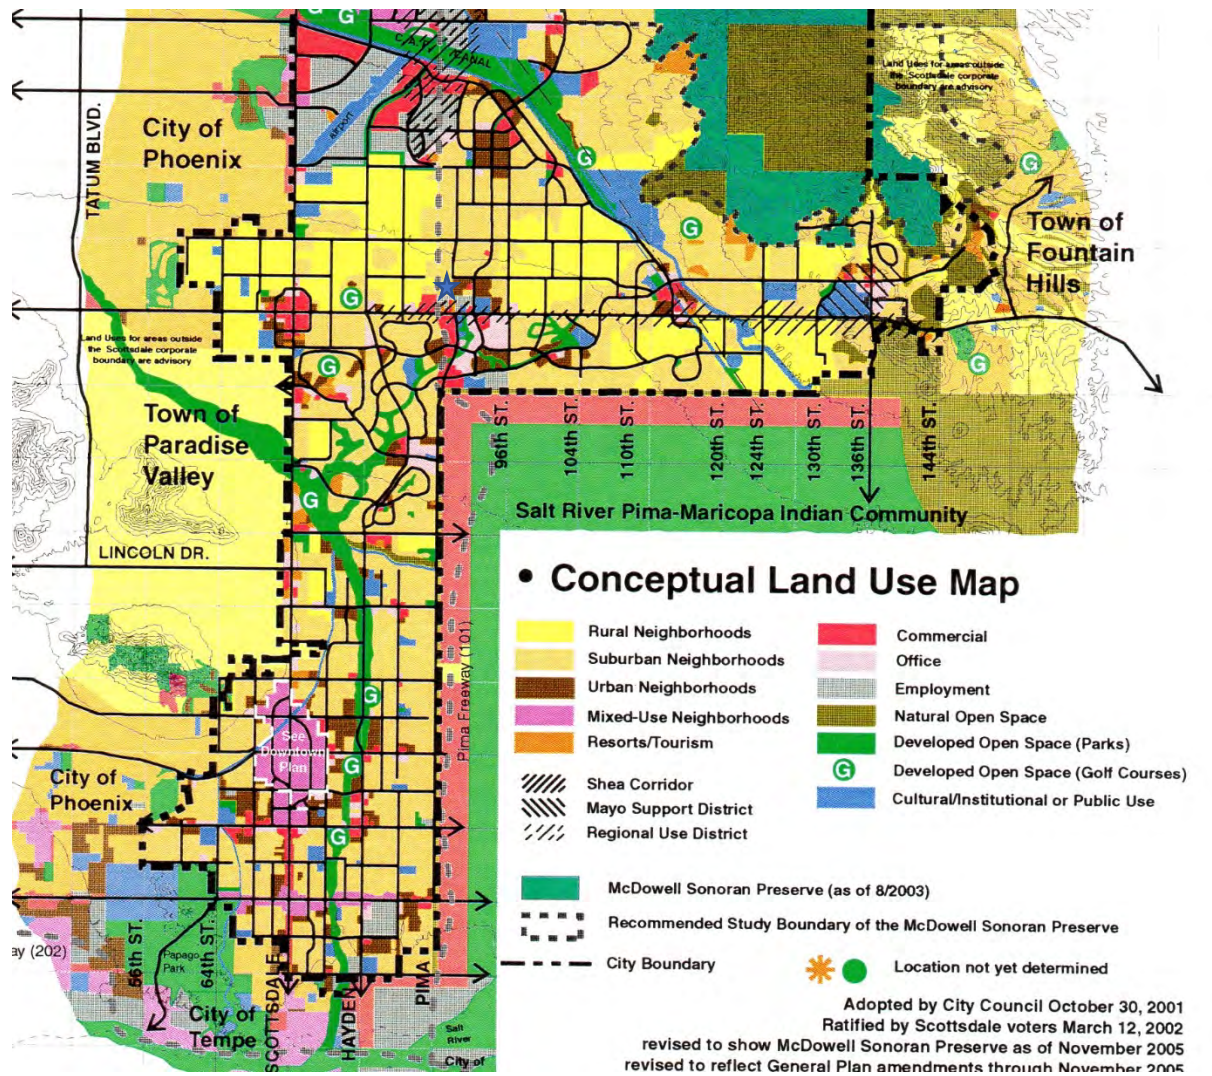 G
G
C.A.P. CANAL
Land Uses for areas outside
the Scottsdale corporate
boundary are advisory
TATUM BLVD.
City of
Phoenix
Airport
G
G
G
Town of
Fountain
Hills
G
Land Uses for areas outside
the Scottsdale corporate
boundary are advisory
G
G
Town of
Paradise
Valley
96th ST.
104th ST.
110th ST.
120th ST.
124th ST.
130th ST.
136th ST.
144th ST.
G
Salt River Pima-Maricopa Indian Community
LINCOLN DR.
• Conceptual Land Use Map
Rural Neighborhoods
Suburban Neighborhoods
Urban Neighborhoods
Mixed-Use Neighborhoods
Resorts/Tourism
Shea Corridor
Mayo Support District
Regional Use District
Commercial
Office
Employment
Natural Open Space
Developed Open Space (Parks)
G
Developed Open Space (Golf Courses)
Cultural/Institutional or Public Use
McDowell Sonoran Preserve (as of 8/2003)
Recommended Study Boundary of the McDowell Sonoran Preserve
City Boundary
Location not yet determined
Adopted by City Council October 30, 2001
Ratified by Scottsdale voters March 12, 2002
revised to show McDowell Sonoran Preserve as of November 2005
revised to reflect General Plan amendments through November 2005
Pima Freeway (101)
G
See
Downtown
Plan
G
City of
Phoenix
G
ay (202)
56th ST.
64th ST.
Papago
Park
SCOTTSDALE
HAYDEN
PIMA
City of
Tempe
Salt
River
City of